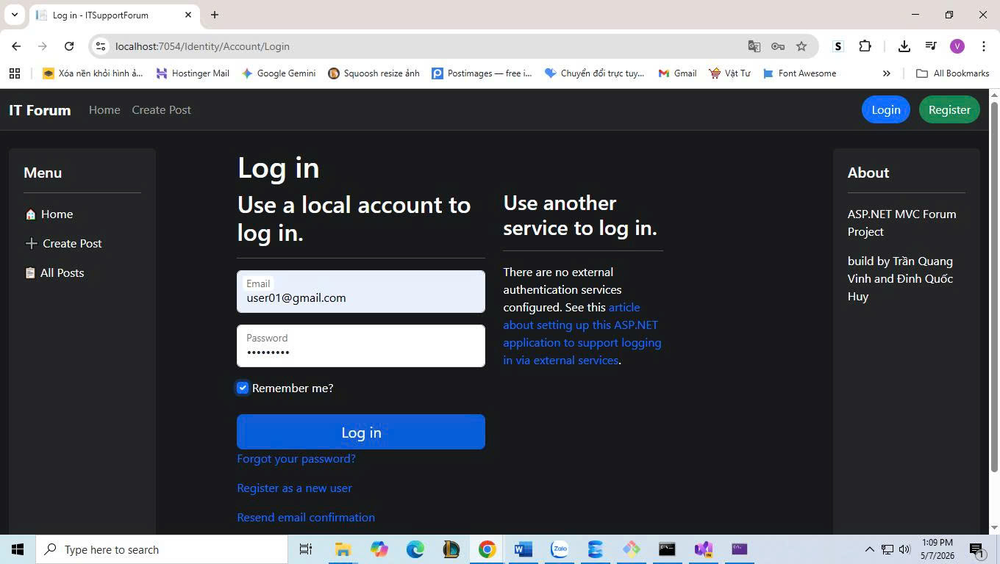 Log in - ITSupportForum
localhost:7054/Identity/Account/Login
Xóa nền khỏi hình ả...
Hostinger Mail
Google Gemini
Squoosh resize ảnh
Postimages — free i...
Chuyển đổi trực tuy...
Gmail
Vật Tư
Font Awesome
All Bookmarks
S
V
IT Forum
Home
Create Post
Login
Register
Menu
Home
Create Post
All Posts
Log in
Use a local account to
log in.
Email
user01@gmail.com
Password
Remember me?
Log in
Forgot your password?
Register as a new user
Resend email confirmation
Use another
service to log in.
There are no external
authentication services
configured. See this article
about setting up this ASP.NET
application to support logging
in via external services.
About
ASP.NET MVC Forum
Project
build by Trần Quang
Vinh and Đinh Quốc
Huy
Type here to search
Zalo
1:09 PM
5/7/2026
1